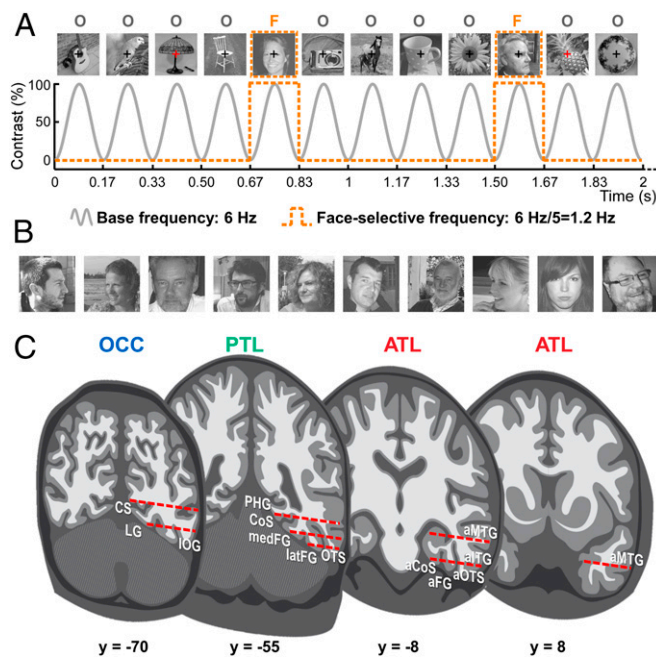 A
O O O O F O O O O F O O
Contrast (%)
100
50
0
0 0.17 0.33 0.50 0.67 0.83 1 1.17 1.33 1.50 1.67 1.83 2
Time (s)
Base frequency: 6 Hz
Face-selective frequency: 6 Hz/5=1.2 Hz
B
C
OCC PTL ATL ATL
CS
LG
IOG
PHG
CoS
medFG
latFG
OTS
aMTG
aITG
aCoS
aOTS
aFG
aMTG
y = -70 y = -55 y = -8 y = 8